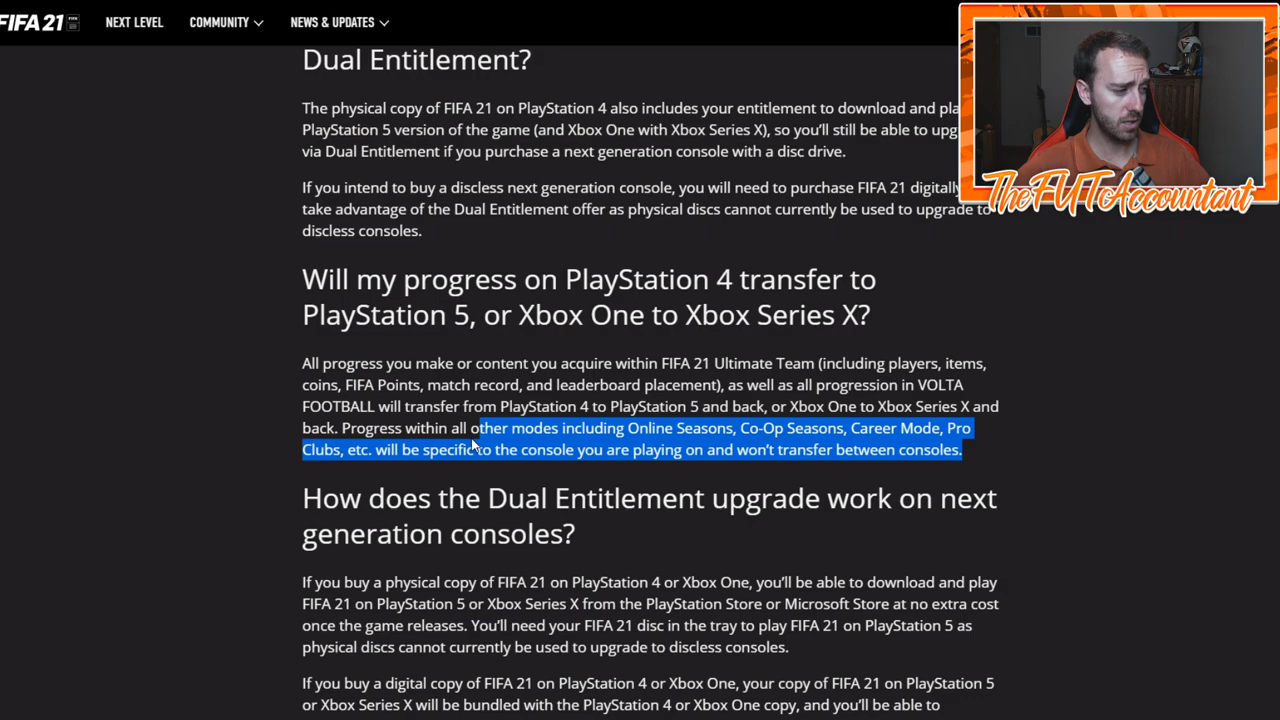 FIFA 21
NEXT LEVEL
COMMUNITY
NEWS & UPDATES
Dual Entitlement?
The physical copy of FIFA 21 on PlayStation 4 also includes your entitlement to download and
PlayStation 5 version of the game (and Xbox One with Xbox Series X), so you'll still be able to
via Dual Entitlement if you purchase a next generation console with a disc drive.
If you intend to buy a discless next generation console, you will need to purchase FIFA 21 digitally
take advantage of the Dual Entitlement offer as physical discs cannot currently be used to upgrade to
discless consoles.
TheFUTAccountant
Will my progress on PlayStation 4 transfer to
PlayStation 5, or Xbox One to Xbox Series X?
All progress you make or content you acquire within FIFA 21 Ultimate Team (including players, items,
coins, FIFA Points, match record, and leaderboard placement), as well as all progression in VOLTA
FOOTBALL will transfer from PlayStation 4 to PlayStation 5 and back, or Xbox One to Xbox Series X and
back. Progress within all other modes including Online Seasons, Co-Op Seasons, Career Mode, Pro
Clubs, etc. will be specific to the console you are playing on and won't transfer between consoles.
How does the Dual Entitlement upgrade work on next
generation consoles?
If you buy a physical copy of FIFA 21 on PlayStation 4 or Xbox One, you'll be able to download and play
FIFA 21 on PlayStation 5 or Xbox Series X from the PlayStation Store or Microsoft Store at no extra cost
once the game releases. You'll need your FIFA 21 disc in the tray to play FIFA 21 on PlayStation 5 as
physical discs cannot currently be used to upgrade to discless consoles.
If you buy a digital copy of FIFA 21 on PlayStation 4 or Xbox One, your copy of FIFA 21 on PlayStation 5
or Xbox Series X will be bundled with the PlayStation 4 or Xbox One copy, and you'll be able to